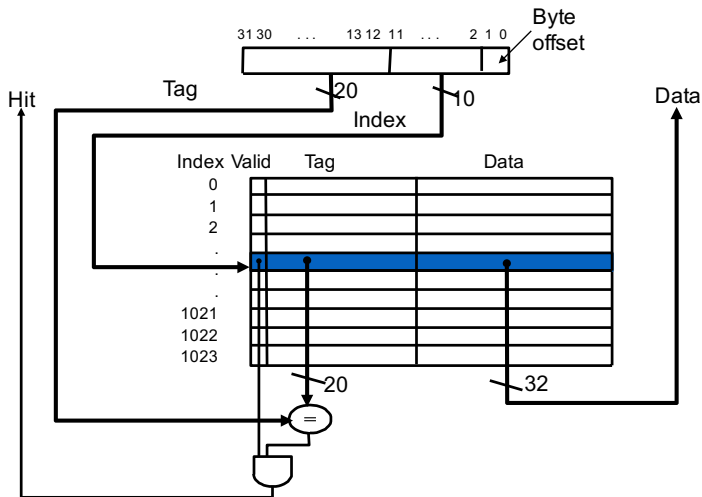 Byte
offset
31 30 . . . 13 12 11 . . . 2 1 0
Hit
Tag
20
10
Data
Index
Index Valid Tag Data
0
1
2
.
.
.
1021
1022
1023
20
32
=